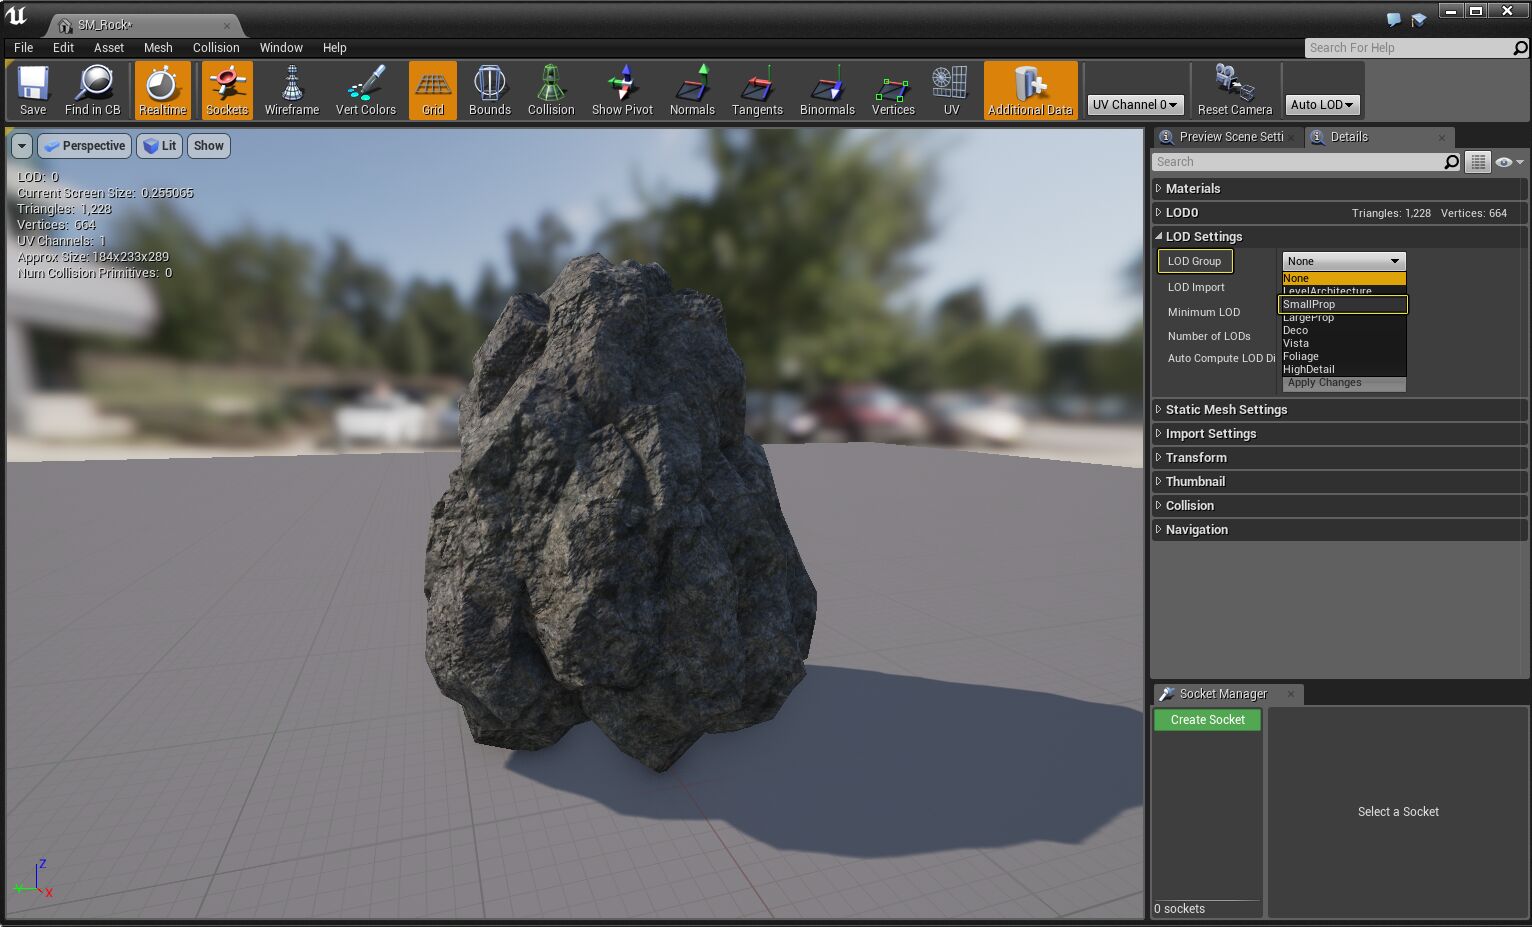 SM_Rock*
File Edit Asset Mesh Collision Window Help
Search For Help
Save Find in CB Realtime Sockets Wireframe Vert Colors Grid Bounds Collision Show Pivot Normals Tangents Binormals Vertices UV Additional Data UV Channel 0 Reset Camera Auto LOD
Perspective Lit Show
LOD: 0
Current Screen Size: 0.255065
Triangles: 1,228
Vertices: 664
UV Channels: 1
Approx Size: 184x233x289
Num Collision Primitives: 0
Z
Y
X
Preview Scene Setti Details
Search
Materials
LOD0 Triangles: 1,228 Vertices: 664
LOD Settings
LOD Group None
None
LOD Import LevelArchitecture
SmallProp
Minimum LOD LargeProp
Deco
Number of LODs Vista
Auto Compute LOD Di Foliage
HighDetail
Apply Changes
Static Mesh Settings
Import Settings
Transform
Thumbnail
Collision
Navigation
Socket Manager
Create Socket
Select a Socket
0 sockets